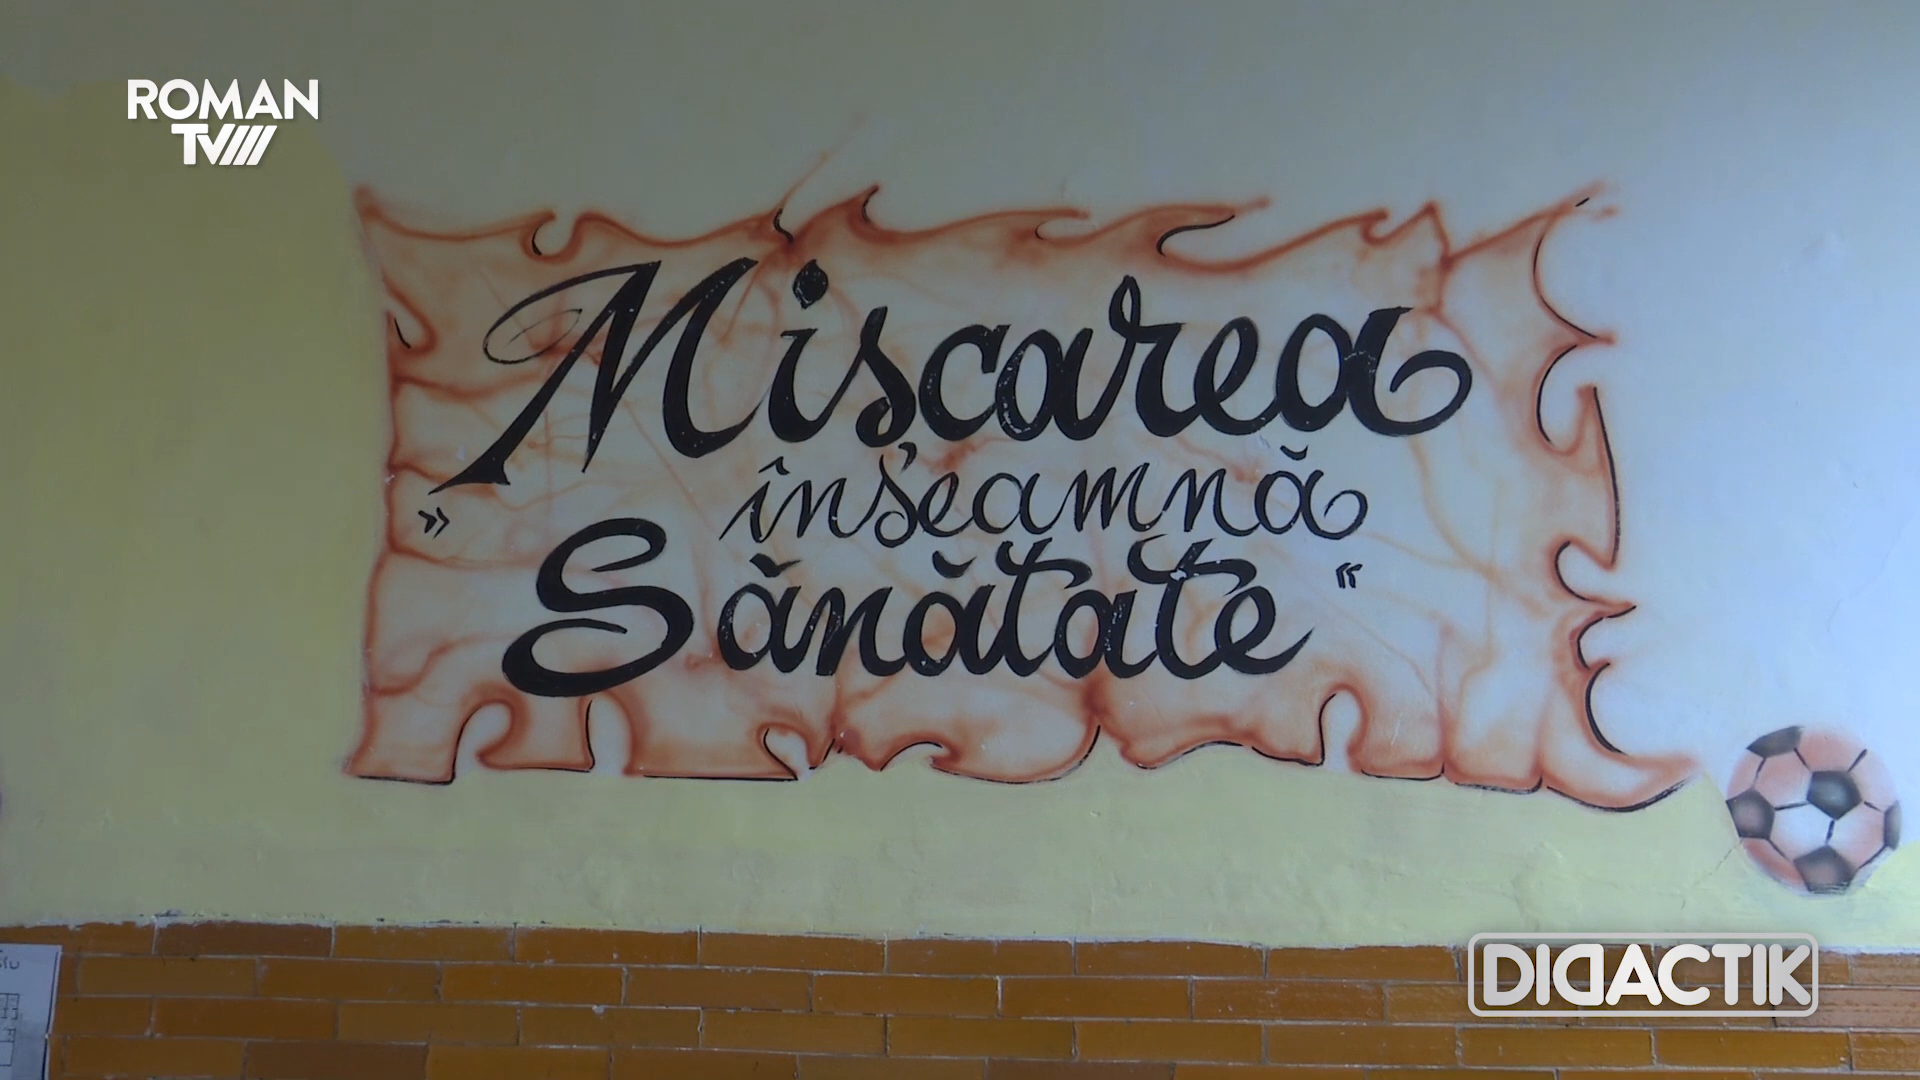 ROMAN
TV
Mișcarea
înseamnă
»
Sănătate «
DIDACTIK